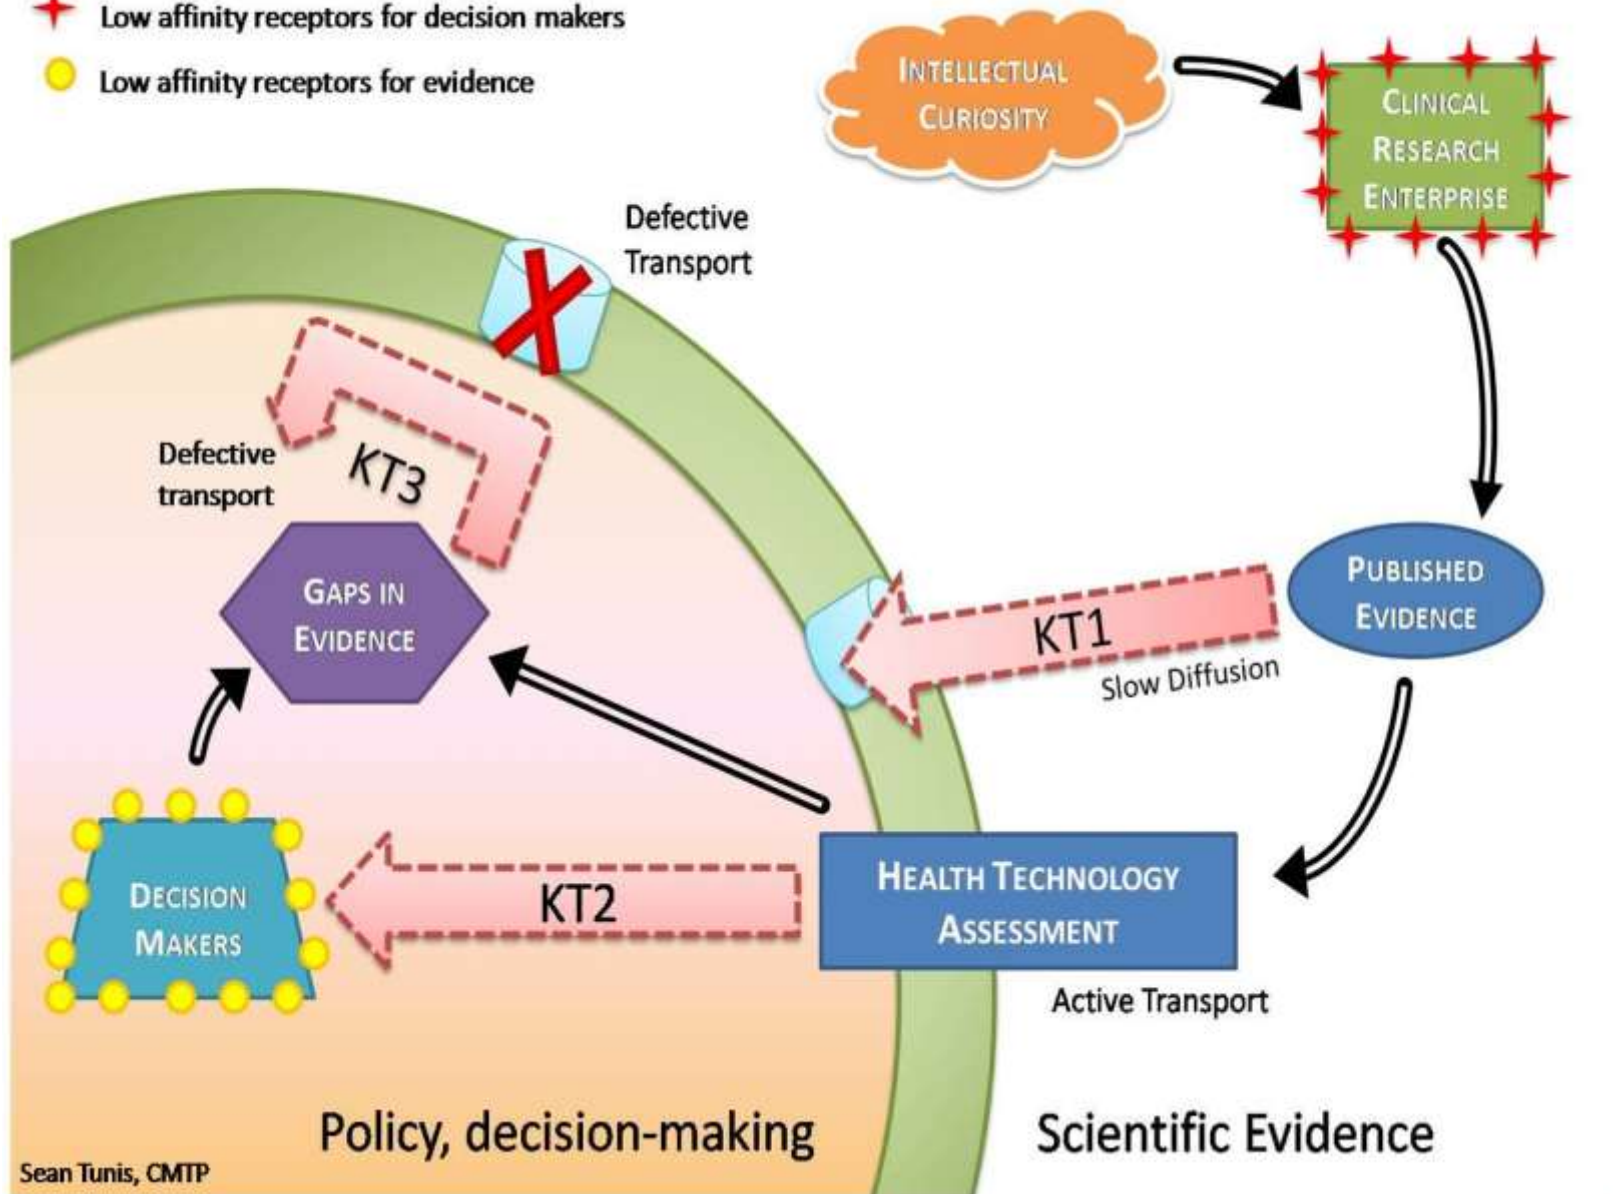 Low affinity receptors for decision makers
Low affinity receptors for evidence
INTELLECTUAL
CURIOSITY
CLINICAL
RESEARCH
ENTERPRISE
Defective
Transport
Defective
transport
KT3
GAPS IN
EVIDENCE
KT1
Slow Diffusion
PUBLISHED
EVIDENCE
DECISION
MAKERS
KT2
HEALTH TECHNOLOGY
ASSESSMENT
Active Transport
Policy, decision-making
Scientific Evidence
Sean Tunis, CMTP